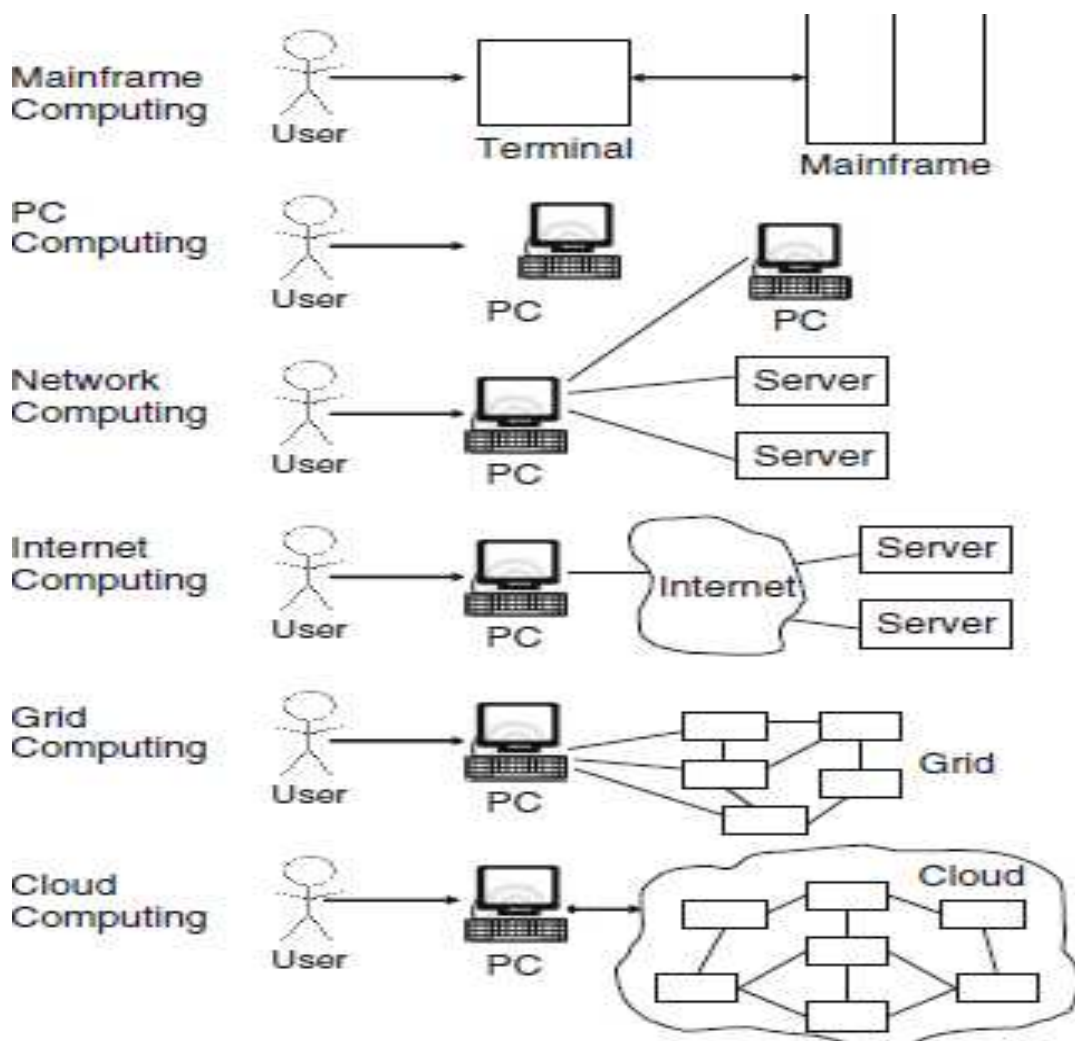 Mainframe
Computing
User
Terminal
Mainframe
PC
Computing
User
PC
PC
Network
Computing
User
PC
Server
Server
Internet
Computing
User
PC
Internet
Server
Server
Grid
Computing
User
PC
Grid
Cloud
Computing
User
PC
Cloud